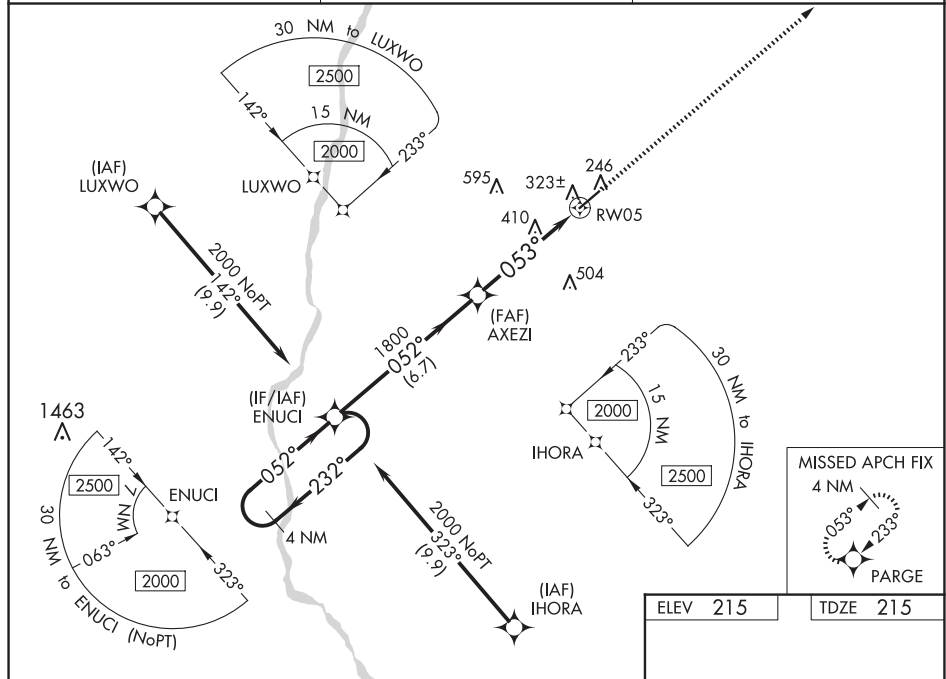 30 NM to LUXWO
2500
142°
15 NM
2000
233°
LUXWO
(IAF)
LUXWO
2000 NoPT
142°
(9.9)
595
323±
246
410
RW05
053°
504
(FAF)
AXEZI
1800
052°
(6.7)
(IF/IAF)
ENUCI
052°
232°
4 NM
1463
142°
2500
7 NM
ENUCI
063°
2000
323°
30 NM to ENUCI (NoPT)
2000 NoPT
323°
(9.9)
(IAF)
IHORA
233°
15 NM
2000
30 NM to IHORA
IHORA
2500
323°
MISSED APCH FIX
4 NM
053°
233°
PARGE
ELEV 215
TDZE 215